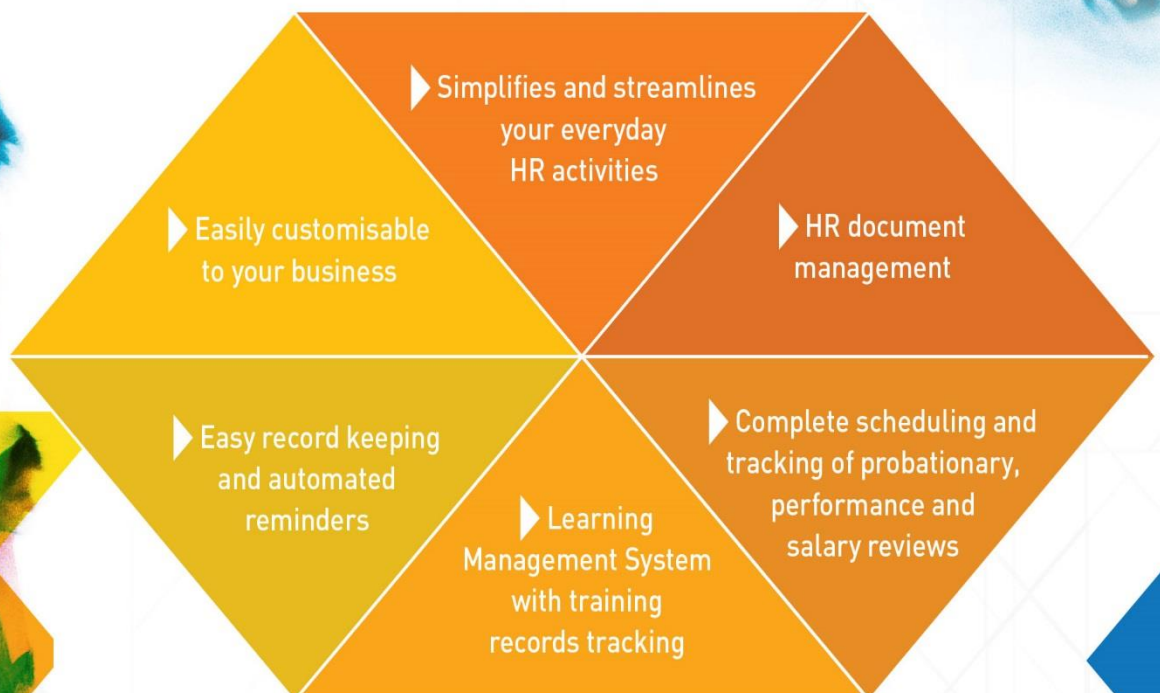 Simplifies and streamlines
your everyday
HR activities
Easily customisable
to your business
HR document
management
Easy record keeping
and automated
reminders
Complete scheduling and
tracking of probationary,
performance and
salary reviews
Learning
Management System
with training
records tracking